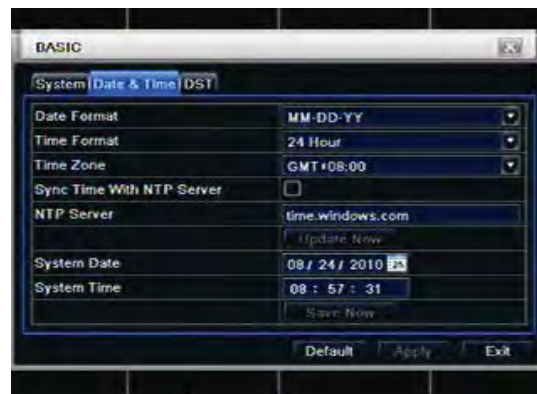 BASIC
System Date & Time DST
Date Format MM-DD-YY
Time Format 24 Hour
Time Zone GMT+08:00
Sync Time With NTP Server
NTP Server time.windows.com
Update Now
System Date 08 / 24 / 2010 25
System Time 08 : 57 : 31
Save Now
Default Apply Exit